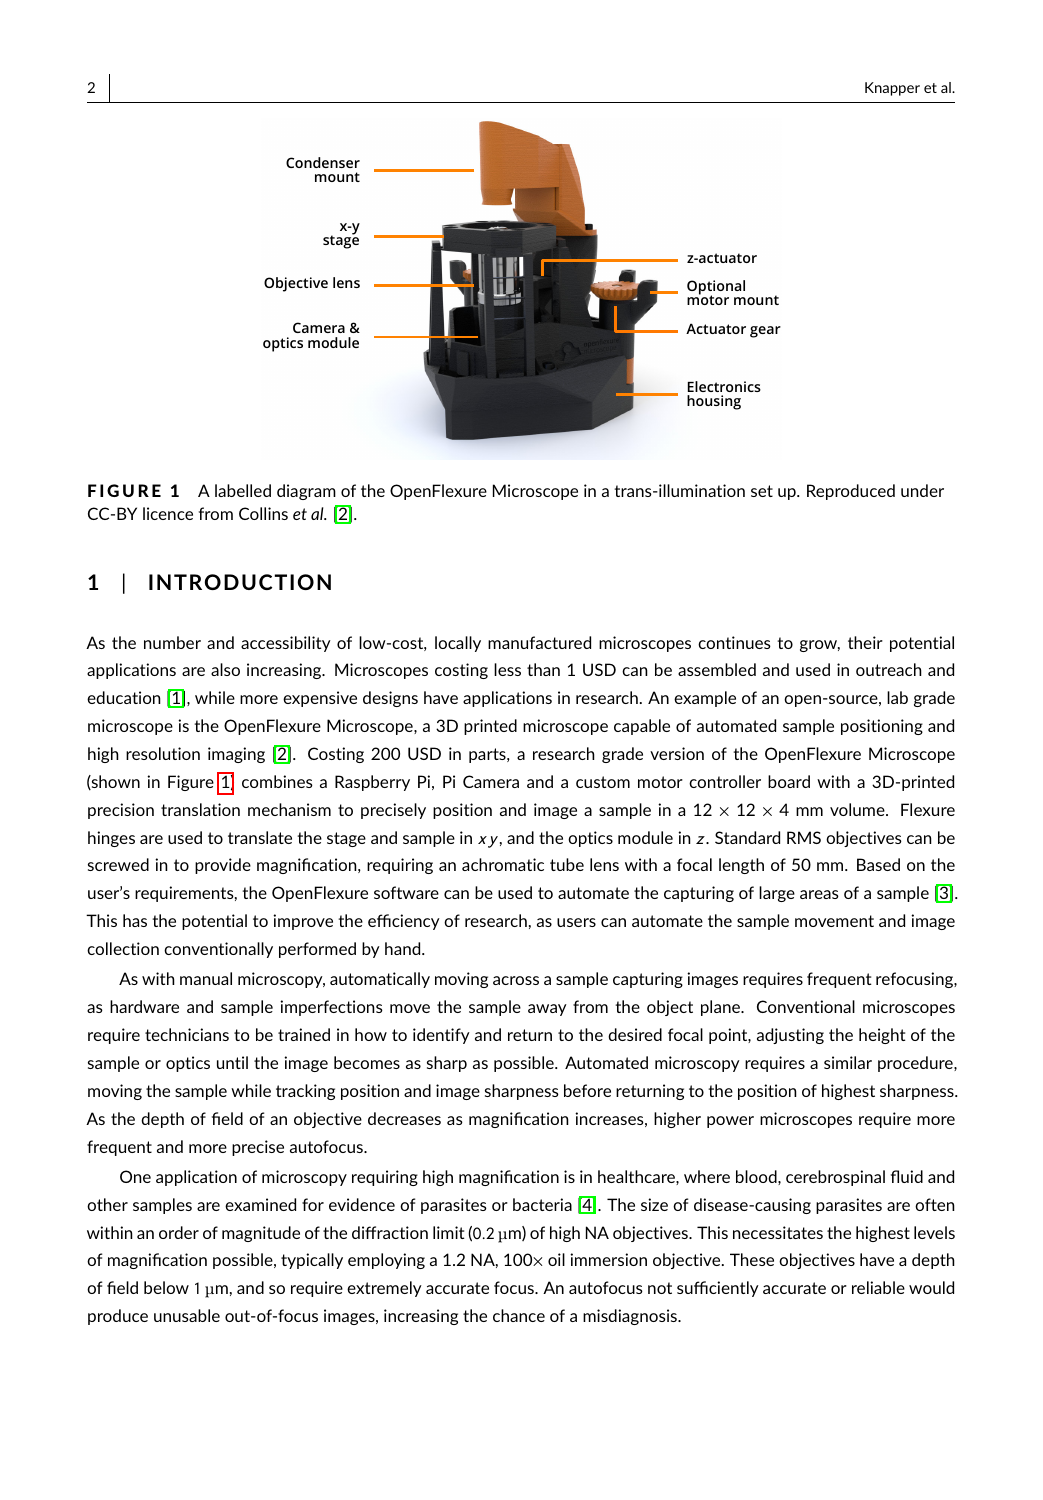 2
Knapper et al.
Condenser
mount
x-y
stage
Objective lens
Camera &
optics module
z-actuator
Optional
motor mount
Actuator gear
Electronics
housing
FIGURE 1 A labelled diagram of the OpenFlexure Microscope in a trans-illumination set up. Reproduced under
CC-BY licence from Collins et al. [2].
1 | INTRODUCTION
As the number and accessibility of low-cost, locally manufactured microscopes continues to grow, their potential
applications are also increasing. Microscopes costing less than 1 USD can be assembled and used in outreach and
education [1], while more expensive designs have applications in research. An example of an open-source, lab grade
microscope is the OpenFlexure Microscope, a 3D printed microscope capable of automated sample positioning and
high resolution imaging [2]. Costing 200 USD in parts, a research grade version of the OpenFlexure Microscope
(shown in Figure 1) combines a Raspberry Pi, Pi Camera and a custom motor controller board with a 3D-printed
precision translation mechanism to precisely position and image a sample in a 12 × 12 × 4 mm volume. Flexure
hinges are used to translate the stage and sample in xy, and the optics module in z. Standard RMS objectives can be
screwed in to provide magnification, requiring an achromatic tube lens with a focal length of 50 mm. Based on the
user's requirements, the OpenFlexure software can be used to automate the capturing of large areas of a sample [3].
This has the potential to improve the efficiency of research, as users can automate the sample movement and image
collection conventionally performed by hand.
As with manual microscopy, automatically moving across a sample capturing images requires frequent refocusing,
as hardware and sample imperfections move the sample away from the object plane. Conventional microscopes
require technicians to be trained in how to identify and return to the desired focal point, adjusting the height of the
sample or optics until the image becomes as sharp as possible. Automated microscopy requires a similar procedure,
moving the sample while tracking position and image sharpness before returning to the position of highest sharpness.
As the depth of field of an objective decreases as magnification increases, higher power microscopes require more
frequent and more precise autofocus.
One application of microscopy requiring high magnification is in healthcare, where blood, cerebrospinal fluid and
other samples are examined for evidence of parasites or bacteria [4]. The size of disease-causing parasites are often
within an order of magnitude of the diffraction limit (0.2 µm) of high NA objectives. This necessitates the highest levels
of magnification possible, typically employing a 1.2 NA, 100× oil immersion objective. These objectives have a depth
of field below 1 µm, and so require extremely accurate focus. An autofocus not sufficiently accurate or reliable would
produce unusable out-of-focus images, increasing the chance of a misdiagnosis.